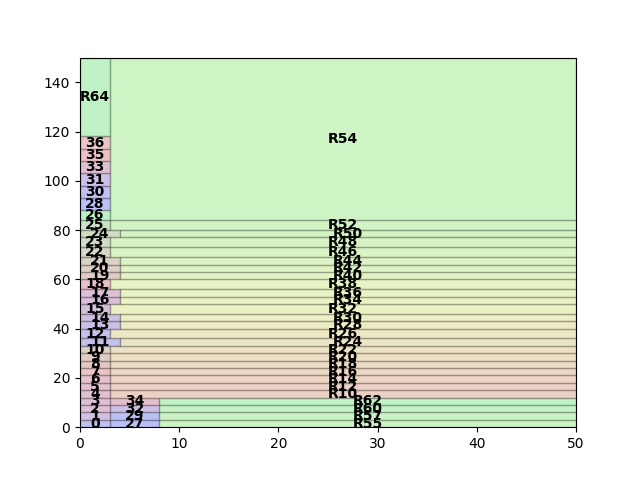 140
R64
120
R54
36
35
33
100
31
30
28
26
25 R52
80
24 R50
23 R48
22 R46
21 R44
20 R42
60
19 R40
18 R38
17 R36
16 R34
15 R32
14 R30
40
13 R28
12 R26
11 R24
10 R22
9 R20
8 R18
7 R16
20
6 R14
5 R12
4 R10
3 34 R62
2 32 R60
1 29 R57
0 0 27 R55
0 10 20 30 40 50